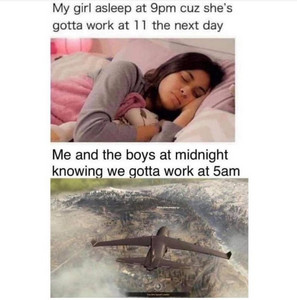 My girl asleep at 9pm cuz she's
gotta work at 11 the next day
Me and the boys at midnight
knowing we gotta work at 5am